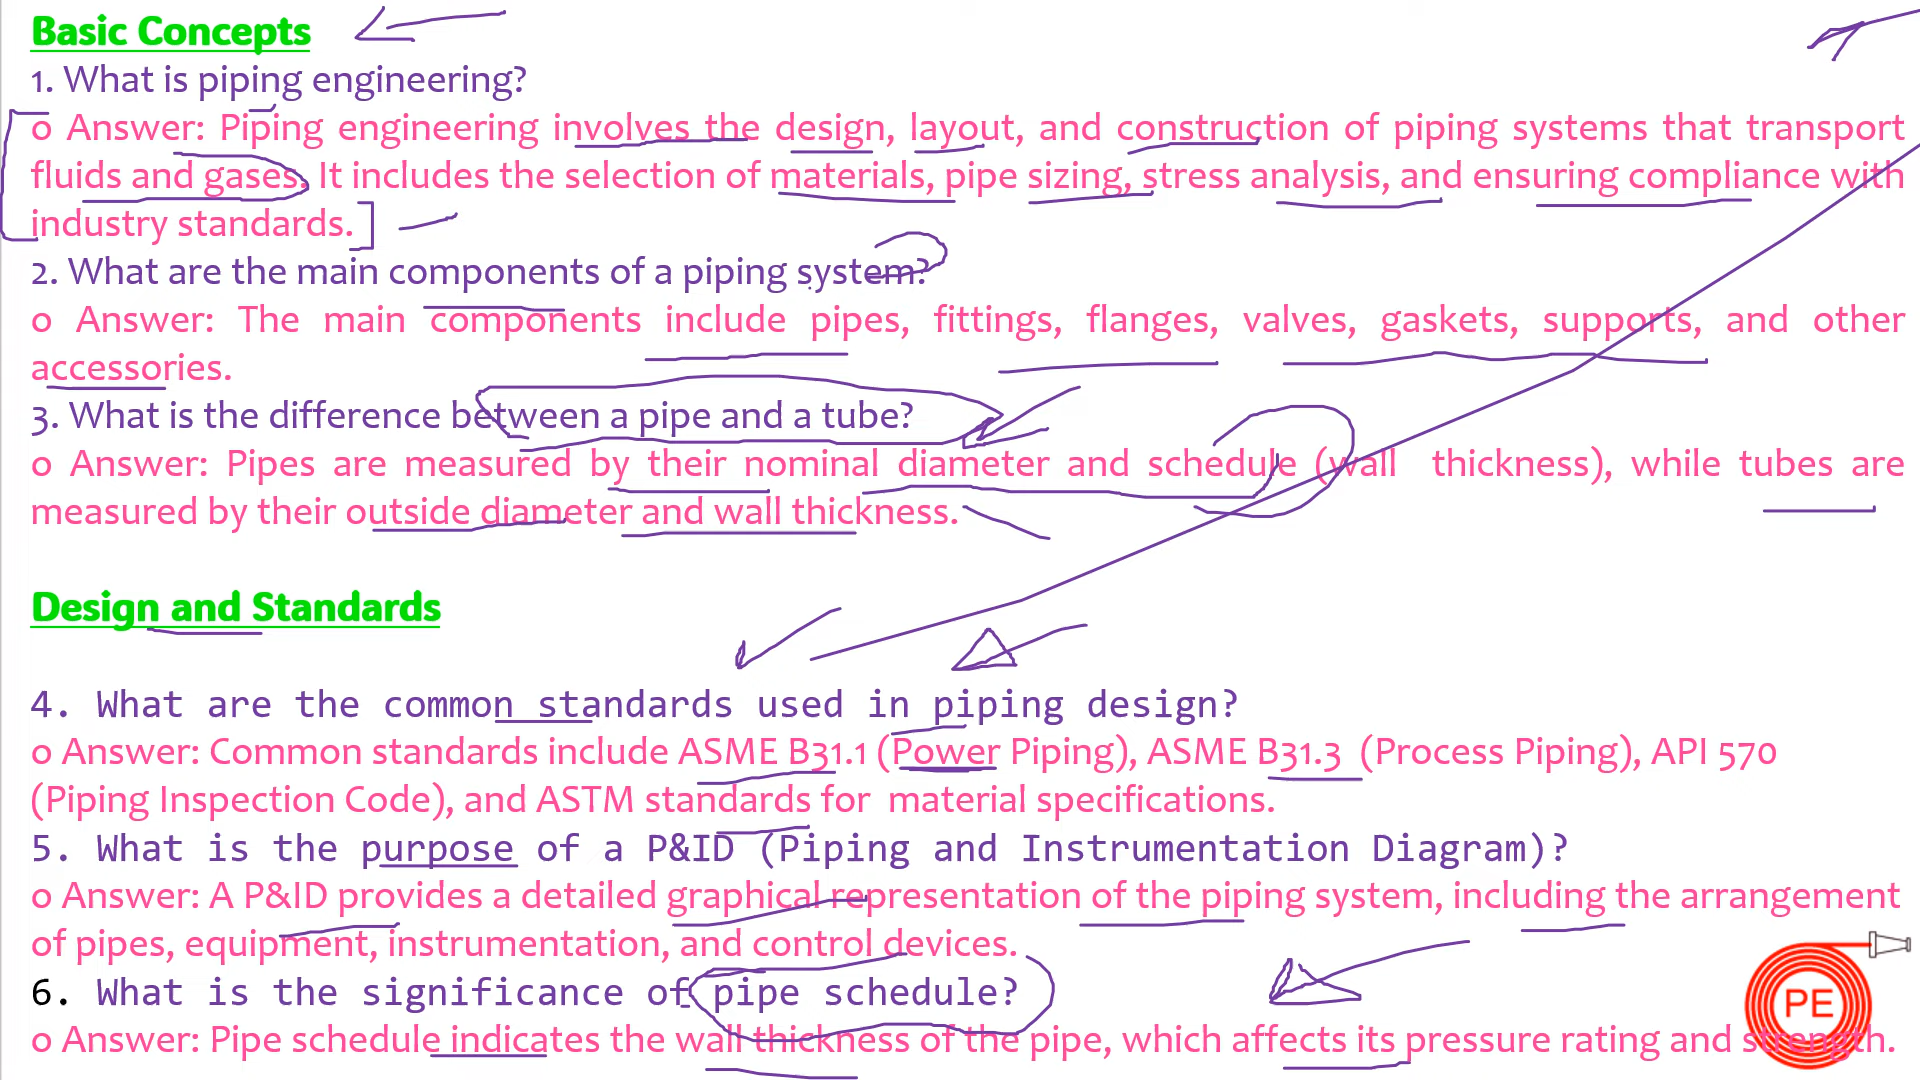 Basic Concepts
1. What is piping engineering?
o Answer: Piping engineering involves the design, layout, and construction of piping systems that transport
fluids and gases. It includes the selection of materials, pipe sizing, stress analysis, and ensuring compliance with
industry standards.
2. What are the main components of a piping system?
o Answer: The main components include pipes, fittings, flanges, valves, gaskets, supports, and other
accessories.
3. What is the difference between a pipe and a tube?
o Answer: Pipes are measured by their nominal diameter and schedule (wall thickness), while tubes are
measured by their outside diameter and wall thickness.
Design and Standards
4. What are the common standards used in piping design?
o Answer: Common standards include ASME B31.1 (Power Piping), ASME B31.3 (Process Piping), API 570
(Piping Inspection Code), and ASTM standards for material specifications.
5. What is the purpose of a P&ID (Piping and Instrumentation Diagram)?
o Answer: A P&ID provides a detailed graphical representation of the piping system, including the arrangement
of pipes, equipment, instrumentation, and control devices.
6. What is the significance of pipe schedule?
o Answer: Pipe schedule indicates the wall thickness of the pipe, which affects its pressure rating and strength.
PE